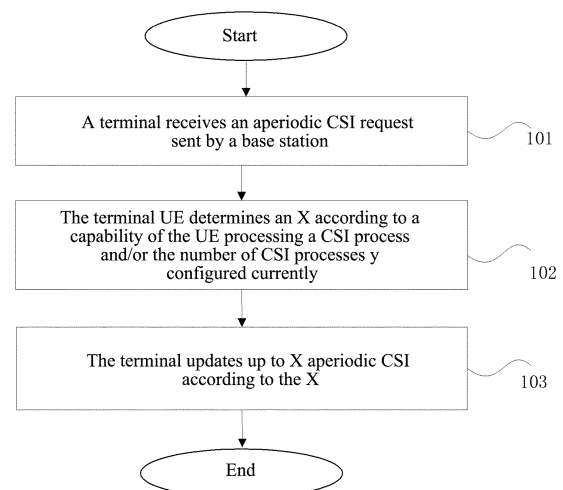 Start
A terminal receives an aperiodic CSI request
sent by a base station
101
The terminal UE determines an X according to a
capability of the UE processing a CSI process
and/or the number of CSI processes y
configured currently
102
The terminal updates up to X aperiodic CSI
according to the X
103
End